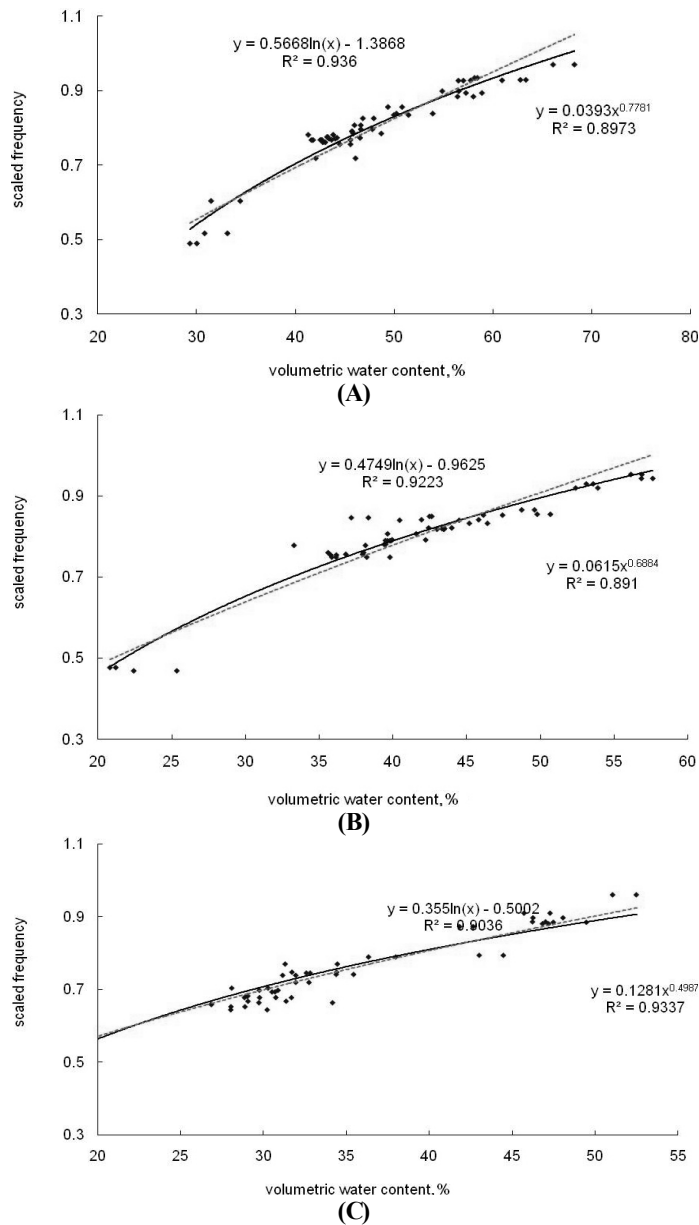 1.1
y = 0.5668ln(x) - 1.3868
R² = 0.936
0.9
y = 0.0393x^0.7781
R² = 0.8973
0.7
scaled frequency
0.5
0.3
20 30 40 50 60 70 80
volumetric water content, %
(A)
1.1
y = 0.4749ln(x) - 0.9625
R² = 0.9223
0.9
0.7
scaled frequency
y = 0.0615x^0.6884
R² = 0.891
0.5
0.3
20 25 30 35 40 45 50 55 60
volumetric water content, %
(B)
1.1
0.9
y = 0.355ln(x) - 0.5002
R² = 0.9036
0.7
scaled frequency
y = 0.1281x^0.4987
R² = 0.9337
0.5
0.3
20 25 30 35 40 45 50 55
volumetric water content, %
(C)